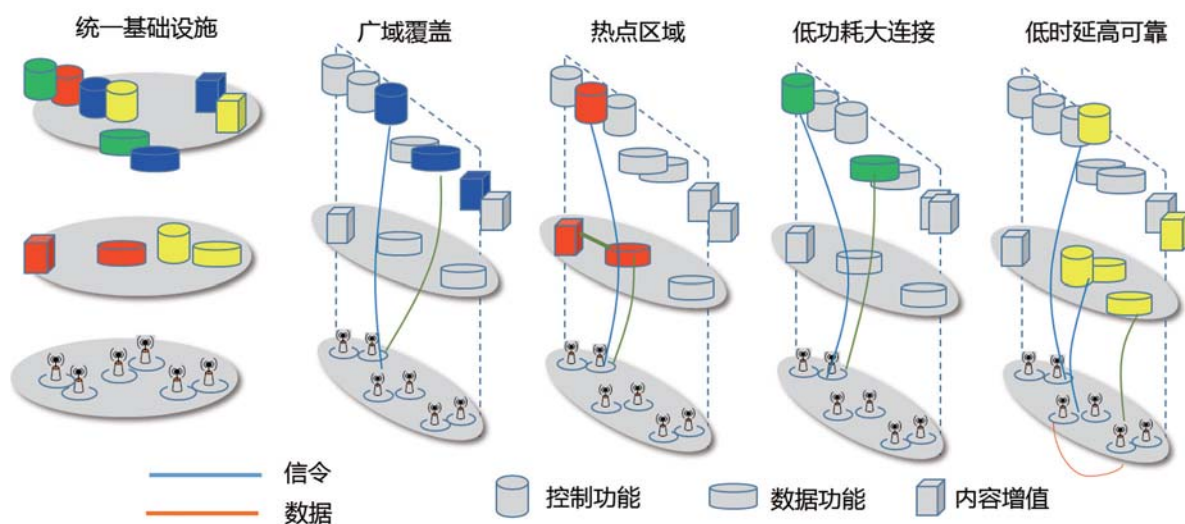 统一基础设施
广域覆盖
热点区域
低功耗大连接
低时延高可靠
信令
数据
控制功能
数据功能
内容增值